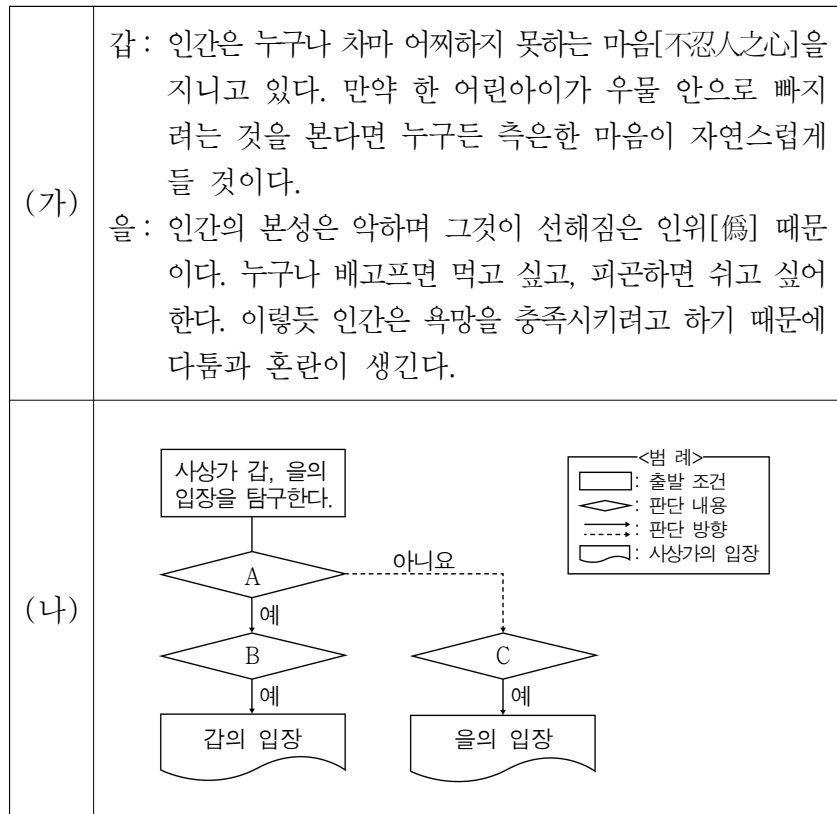 (가)
갑 : 인간은 누구나 차마 어찌하지 못하는 마음[不忍人之心]을
지니고 있다. 만약 한 어린아이가 우물 안으로 빠지
려는 것을 본다면 누구든 측은한 마음이 자연스럽게
들 것이다.
을 : 인간의 본성은 악하며 그것이 선해짐은 인위[僞] 때문
이다. 누구나 배고프면 먹고 싶고, 피곤하면 쉬고 싶어
한다. 이렇듯 인간은 욕망을 충족시키려고 하기 때문에
다툼과 혼란이 생긴다.
(나)
사상가 갑, 을의
입장을 탐구한다.
<범 례>
: 출발 조건
: 판단 내용
: 판단 방향
: 사상가의 입장
A
아니요
예
B
C
예
예
갑의 입장
을의 입장